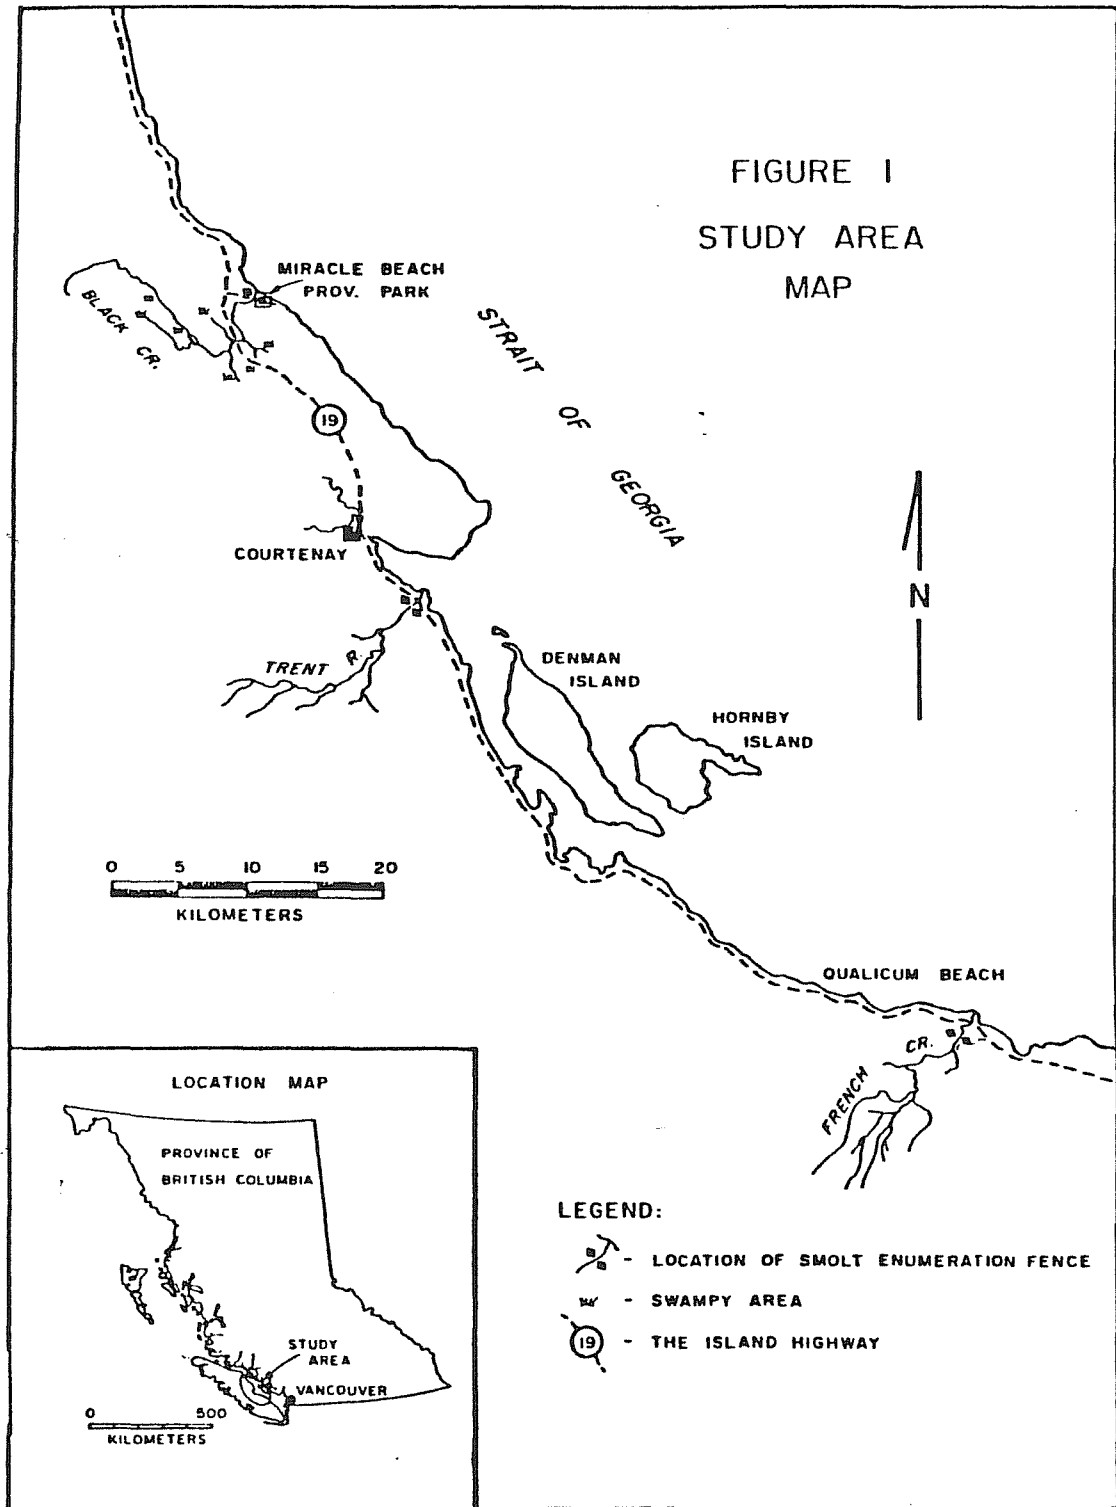 FIGURE I
STUDY AREA
MAP
MIRACLE BEACH
PROV. PARK
BLACK CR.
STRAIT OF GEORGIA
19
COURTENAY
N
TRENT R.
DENMAN
ISLAND
HORNBY
ISLAND
0 5 10 15 20
KILOMETERS
QUALICUM BEACH
FRENCH CR.
LOCATION MAP
PROVINCE OF
BRITISH COLUMBIA
STUDY
AREA
VANCOUVER
0 500
KILOMETERS
LEGEND:
- LOCATION OF SMOLT ENUMERATION FENCE
- SWAMPY AREA
19 - THE ISLAND HIGHWAY